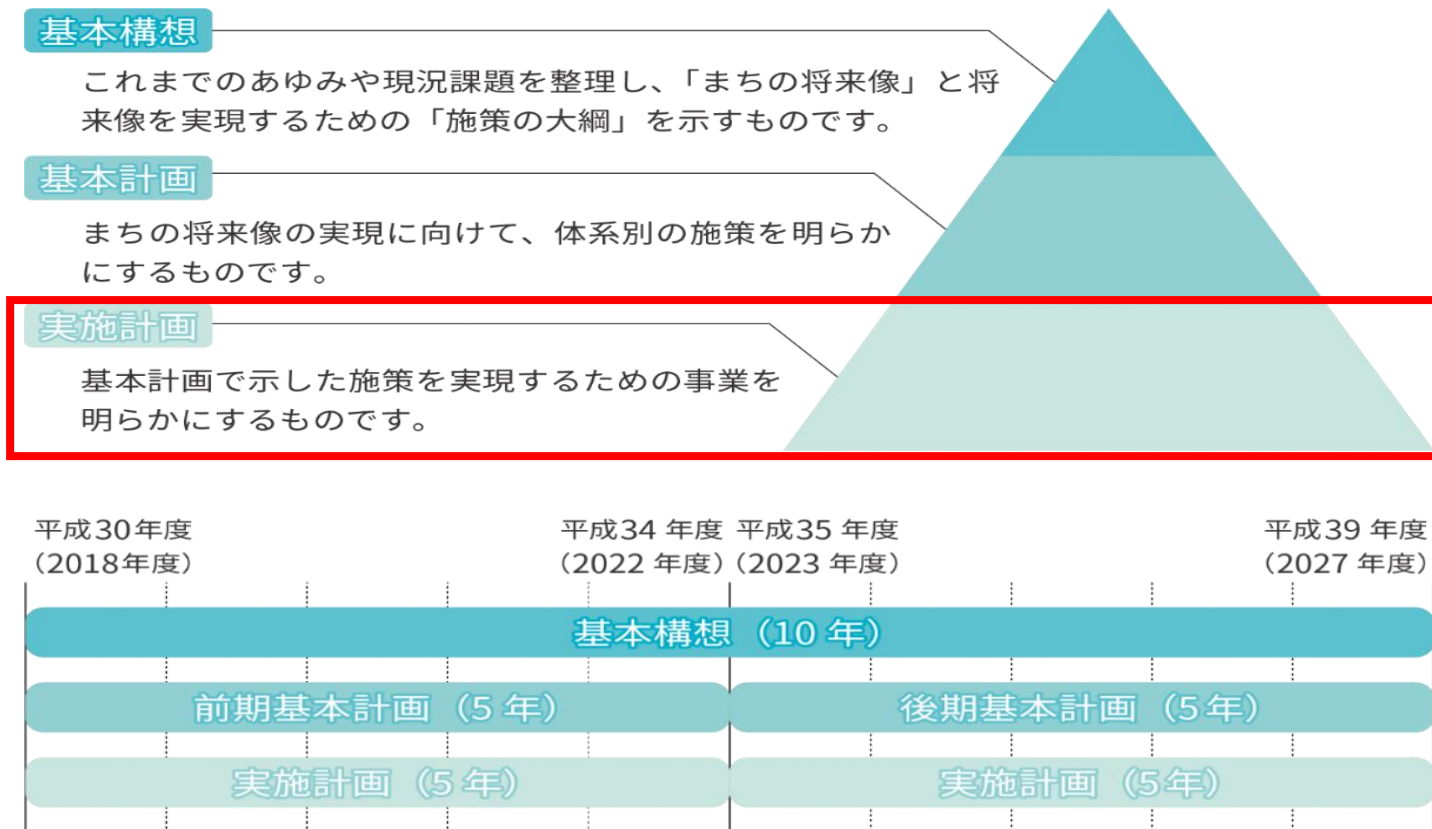 基本構想
これまでのあゆみや現況課題を整理し、「まちの将来像」と将
来像を実現するための「施策の大綱」を示すものです。
基本計画
まちの将来像の実現に向けて、体系別の施策を明らか
にするものです。
実施計画
基本計画で示した施策を実現するための事業を
明らかにするものです。
平成30年度 平成34 年度 平成35 年度 平成39 年度
（2018年度） （2022 年度）（2023 年度） （2027 年度）
基本構想（10 年）
前期基本計画（5 年） 後期基本計画（5 年）
実施計画（5 年） 実施計画（5 年）